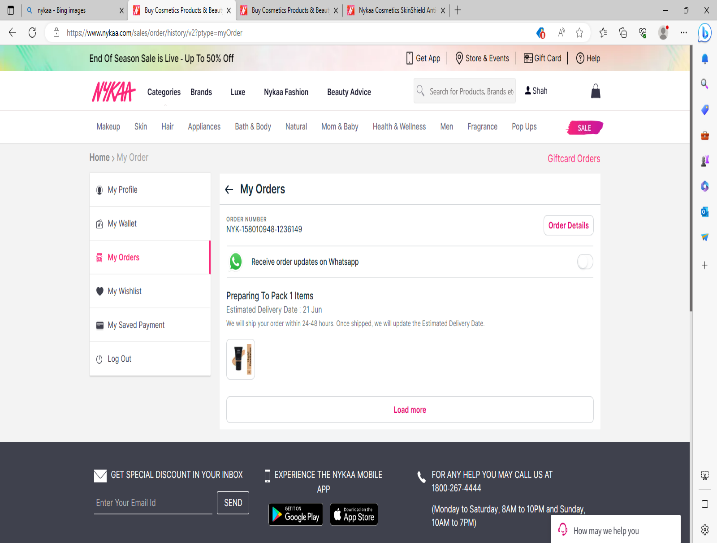 nykaa - Bing images
Buy Cosmetics Products & Beaut
Buy Cosmetics Products & Beaut
Nykaa Cosmetics SkinShield Ant
https://www.nykaa.com/sales/order/history/v2?ptype=myOrder
End Of Season Sale is Live - Up To 50% Off
Get App
Store & Events
Gift Card
Help
NYKAA
Categories
Brands
Luxe
Nykaa Fashion
Beauty Advice
Search for Products, Brands et
Shah
Makeup
Skin
Hair
Appliances
Bath & Body
Natural
Mom & Baby
Health & Wellness
Men
Fragrance
Pop Ups
SALE
Home > My Order
Giftcard Orders
My Profile
My Wallet
My Orders
My Wishlist
My Saved Payment
Log Out
My Orders
ORDER NUMBER
NYK-158010948-1236149
Order Details
Receive order updates on Whatsapp
Preparing To Pack 1 Items
Estimated Delivery Date . 21 Jun
We will ship your order within 24-48 hours. Once shipped, we will update the Estimated Delivery Date.
Load more
GET SPECIAL DISCOUNT IN YOUR INBOX
Enter Your Email Id
SEND
EXPERIENCE THE NYKAA MOBILE
APP
GET IT ON
Google Play
Download on the
App Store
FOR ANY HELP YOU MAY CALL US AT
1800-267-4444
(Monday to Saturday, 8AM to 10PM and Sunday,
10AM to 7PM)
How may we help you